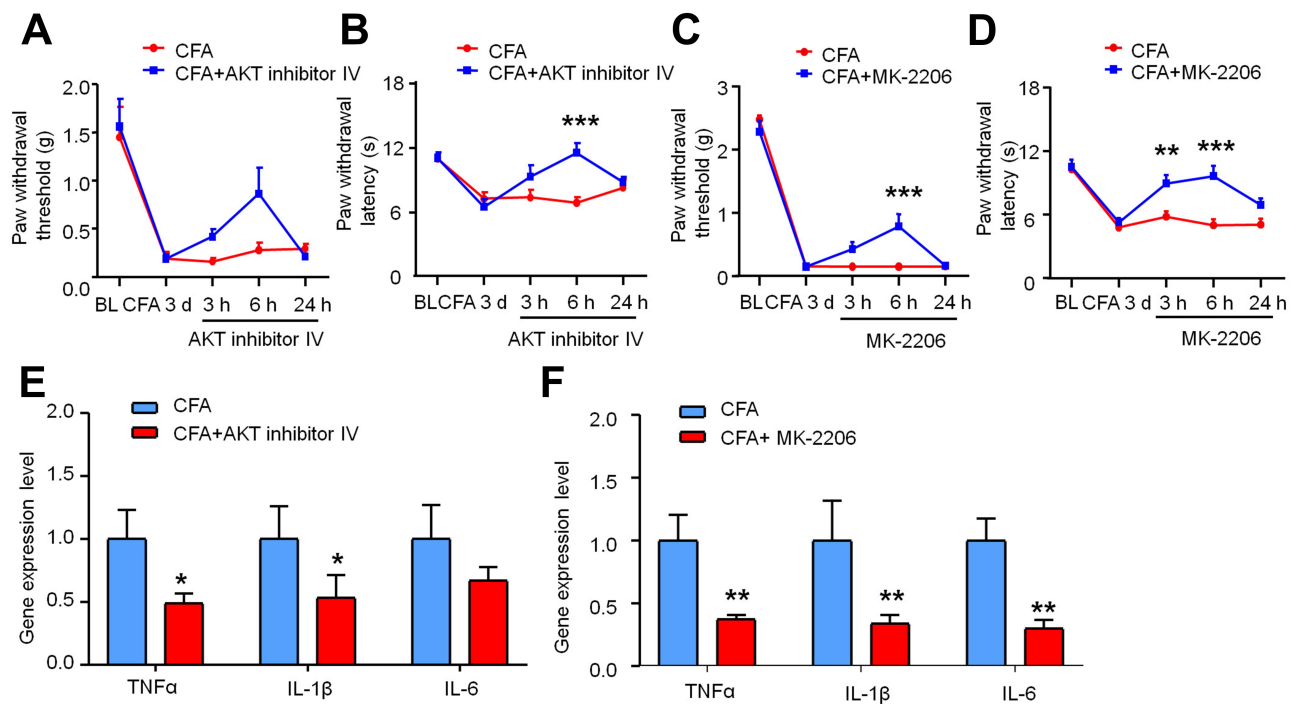 A
CFA
CFA+AKT inhibitor IV
Paw withdrawal
threshold (g)
2.0
1.5
1.0
0.5
0.0
BL CFA 3 d 3 h 6 h 24 h
AKT inhibitor IV
B
CFA
CFA+AKT inhibitor IV
Paw withdrawal
latency (s)
18
12
6
0
***
BL CFA 3 d 3 h 6 h 24 h
AKT inhibitor IV
C
CFA
CFA+MK-2206
Paw withdrawal
threshold (g)
3
2
1
0
***
BL CFA 3 d 3 h 6 h 24 h
MK-2206
D
CFA
CFA+MK-2206
Paw withdrawal
latency (s)
18
12
6
0
** ***
BL CFA 3 d 3 h 6 h 24 h
MK-2206
E
CFA
CFA+AKT inhibitor IV
Gene expression level
2.0
1.5
1.0
0.5
0.0
* *
TNFα IL-1β IL-6
F
CFA
CFA+ MK-2206
Gene expression level
2.0
1.5
1.0
0.5
0.0
** ** **
TNFα IL-1β IL-6